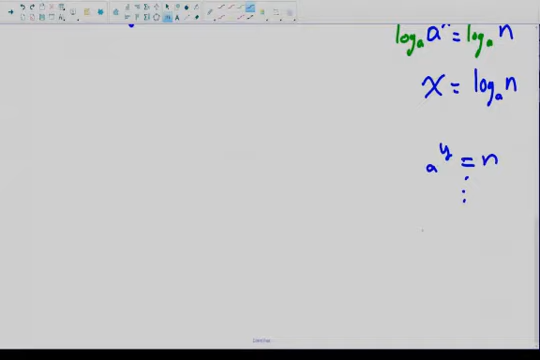 logₐ aˣ = logₐ n
x = logₐ n
aʸ = n
⋮